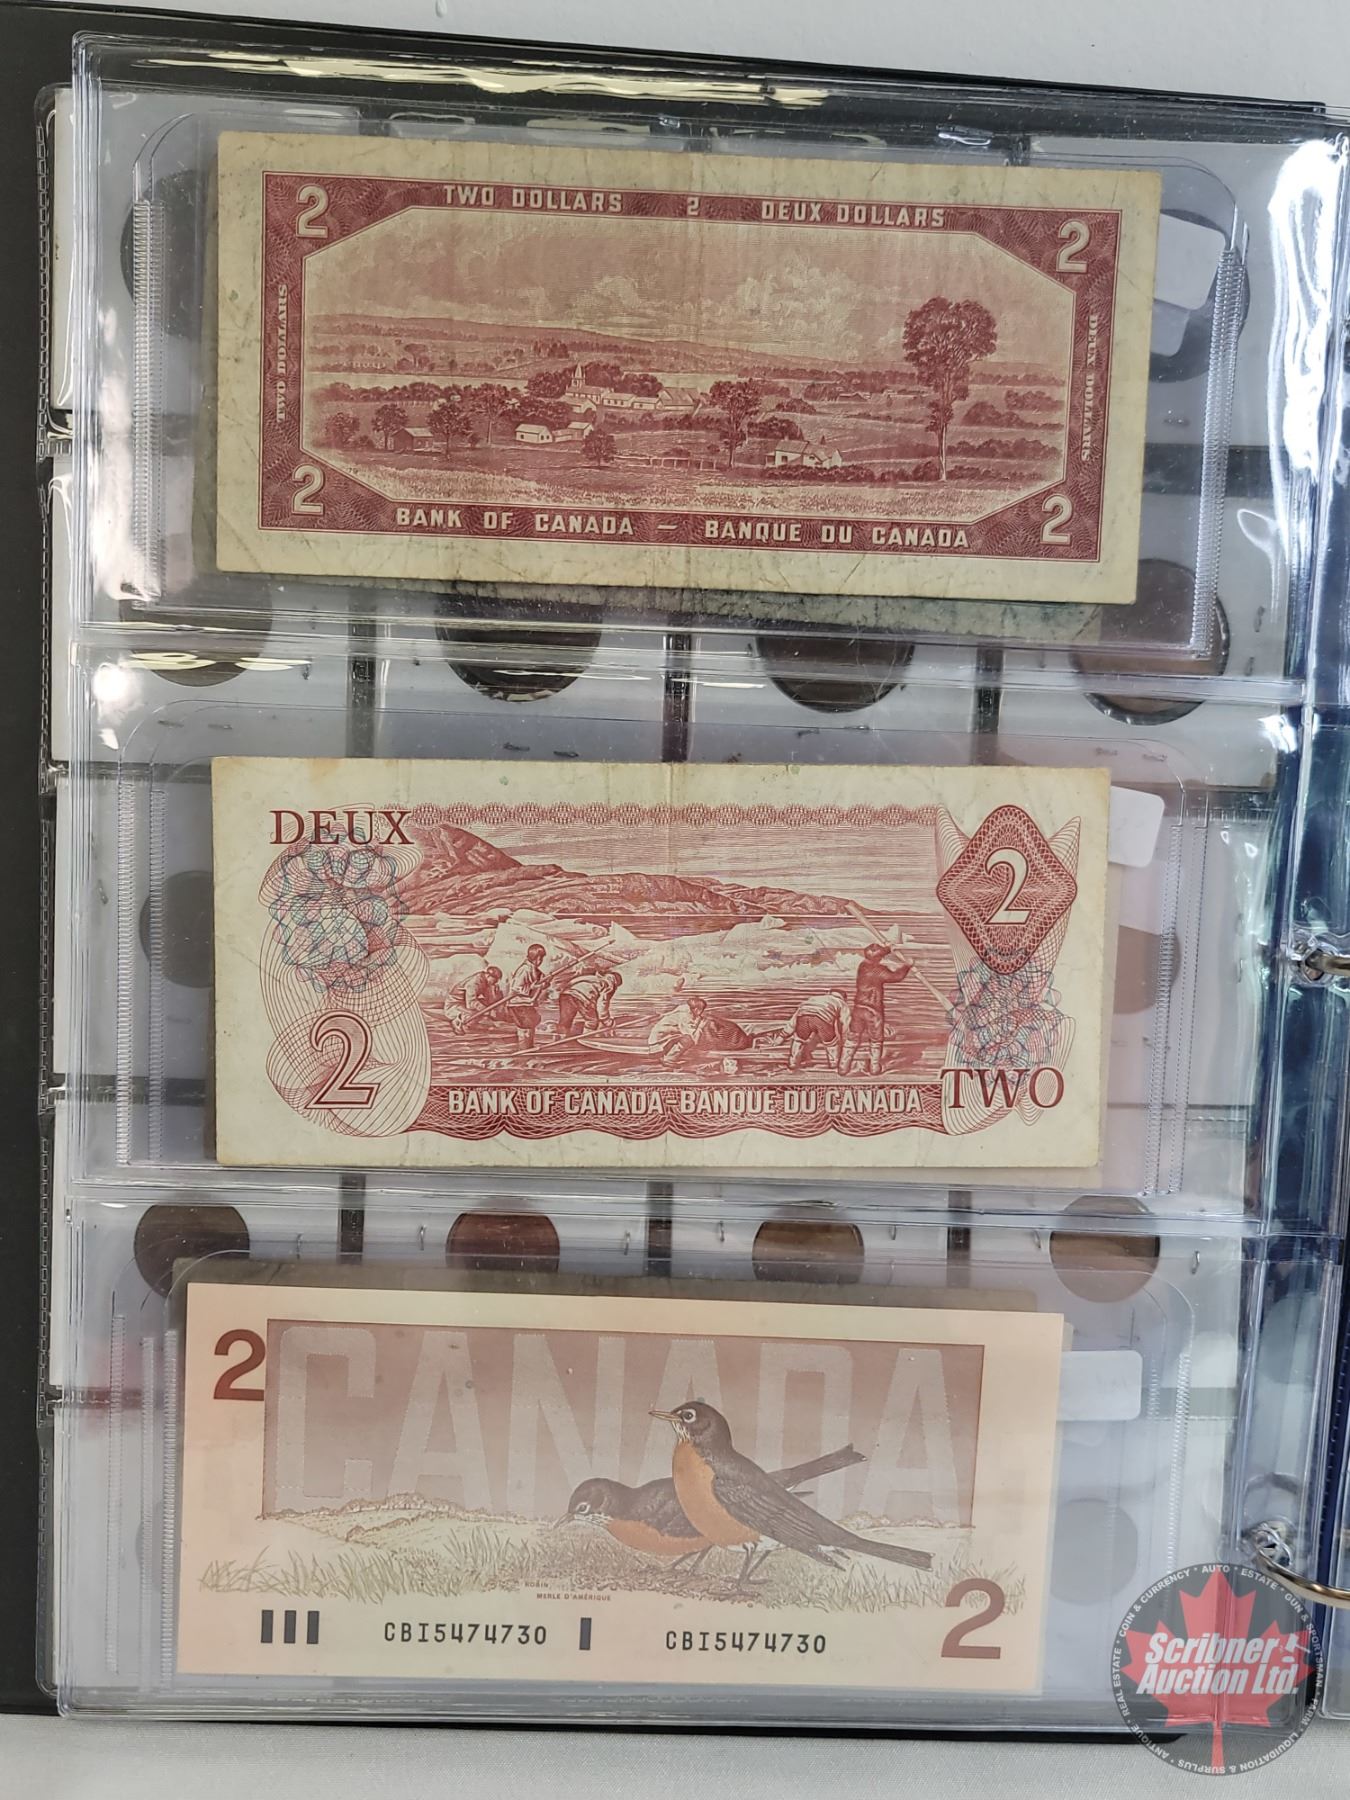 2 TWO DOLLARS 2 DEUX DOLLARS 2
TWO DOLLARS
DEUX DOLLARS
2 BANK OF CANADA — BANQUE DU CANADA 2
DEUX
2
2
BANK OF CANADA-BANQUE DU CANADA
TWO
2
CANADA
ROBIN
MERLE D'AMÉRIQUE
CBI5474730 CBI5474730
2
Scribner
Auction Ltd.
ANTIQUE * REAL ESTATE * COIN & CURRENCY * AUTO * ESTATE * GUN & SPORTSMAN * FARM * LIQUIDATION & SURPLUS *